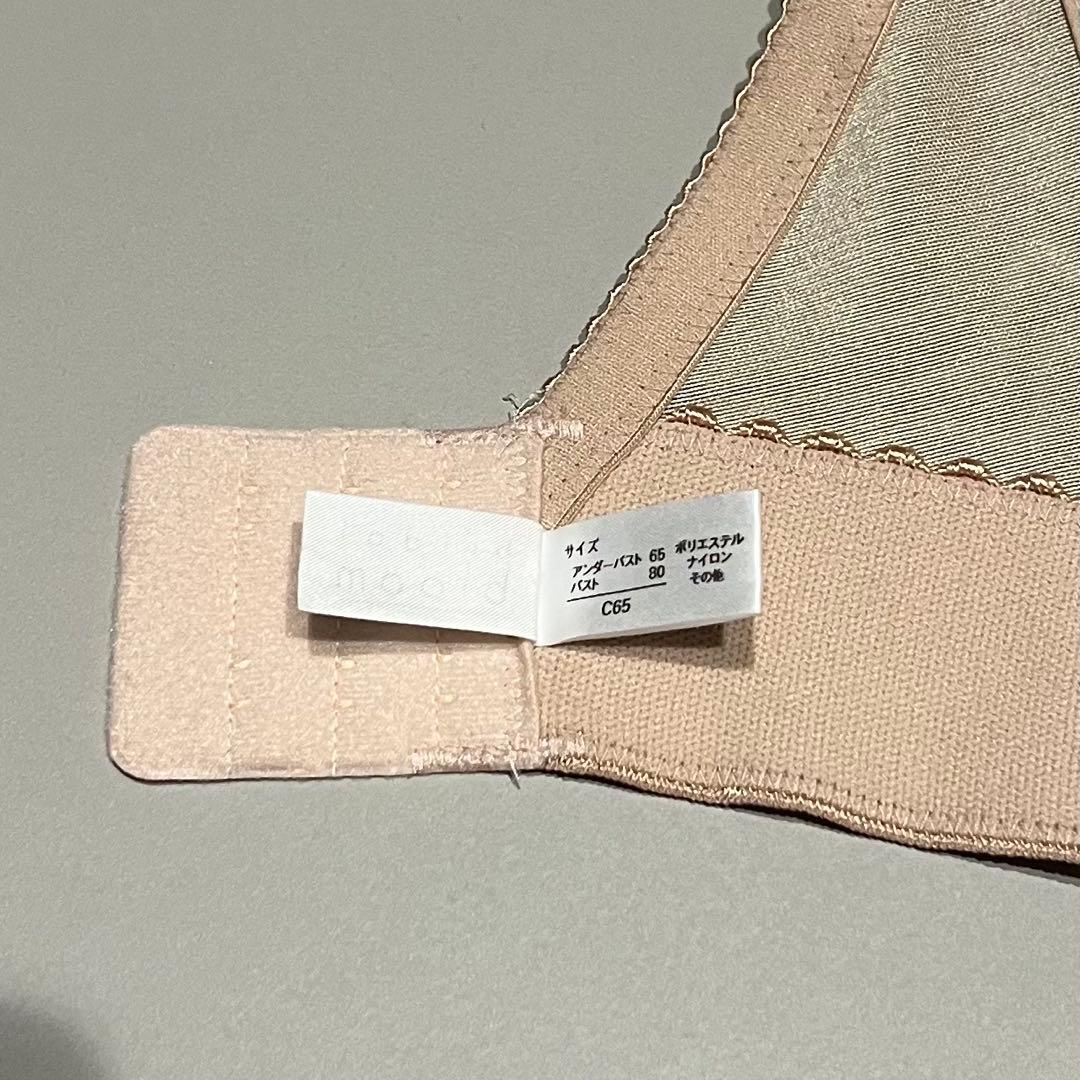 サイズ
アンダーバスト 65
バスト 80
C65
ポリエステル
ナイロン
その他